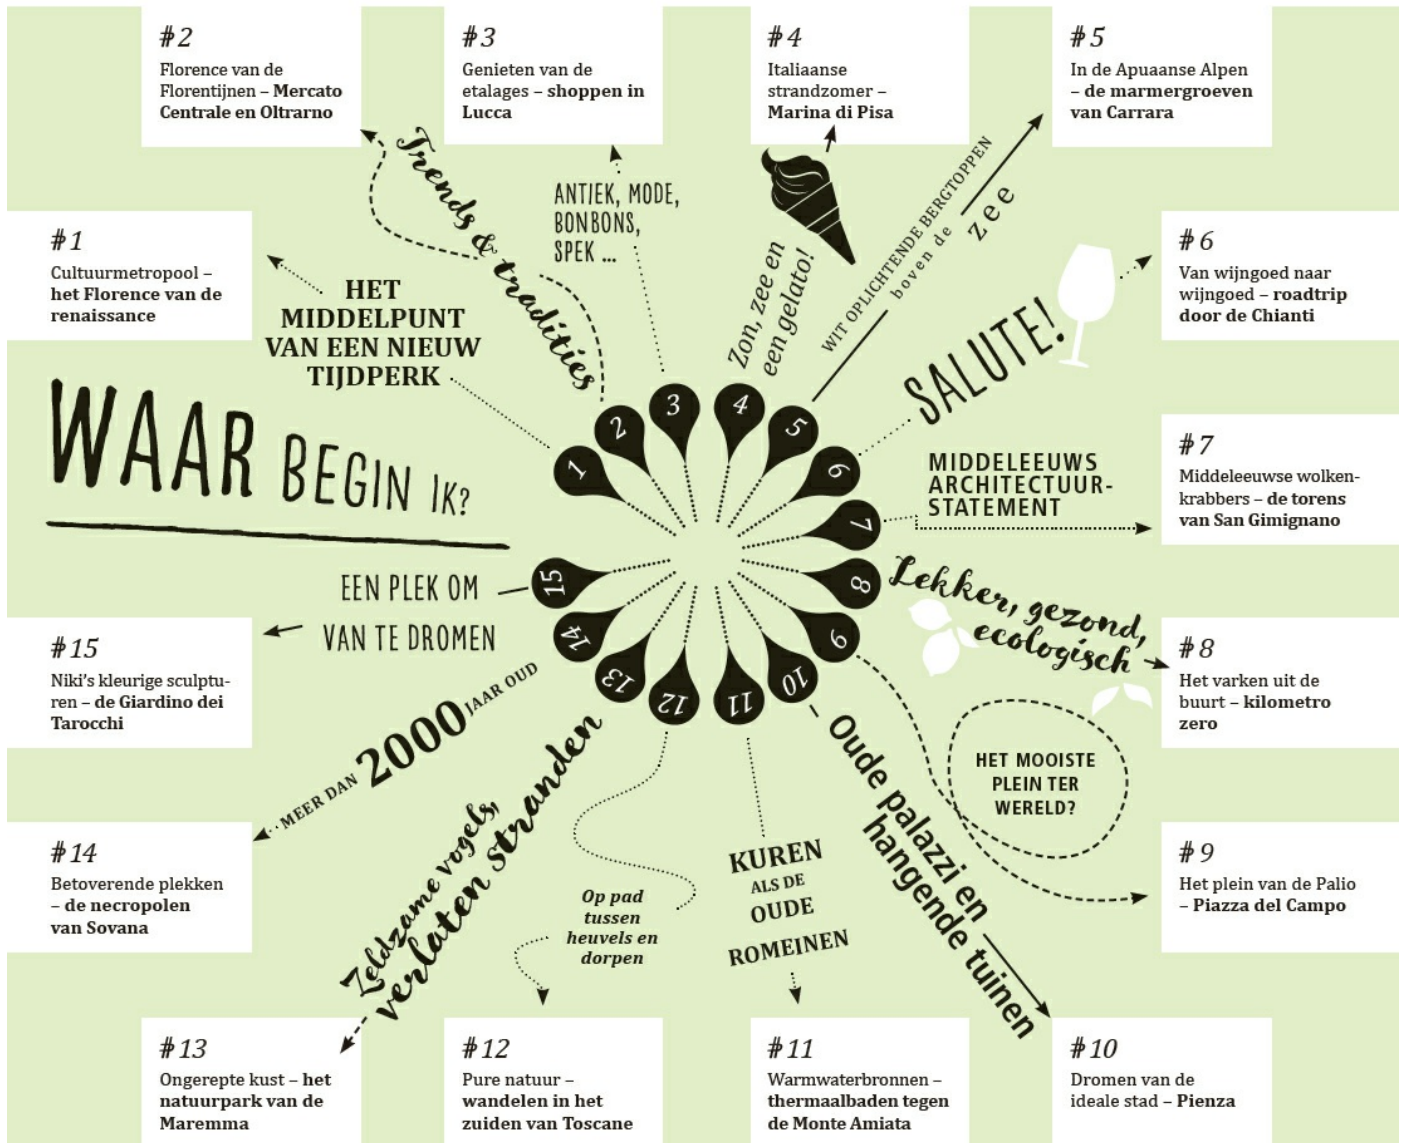 #2
Florence van de
Florentijnen – Mercato
Centrale en Oltrarno
#3
Genieten van de
etalages – shoppen in
Lucca
#4
Italiaanse
strandzomer –
Marina di Pisa
#5
In de Apuaanse Alpen
– de marmergroeven
van Carrara
#1
Cultuurmetropool –
het Florence van de
renaissance
HET
MIDDELPUNT
VAN EEN NIEUW
TIJDPERK
Trends & tradities
ANTIEK, MODE,
BONBONS,
SPEK ...
Zon, zee en
een gelato!
WIT OPLICHTENDE BERGTOPPEN
boven de
zee
SALUTE!
#6
Van wijngoed naar
wijngoed – roadtrip
door de Chianti
WAAR BEGIN IK?
1
2
3
4
5
6
7
8
9
10
11
12
13
14
15
MIDDELEEUWS
ARCHITECTUUR-
STATEMENT
#7
Middeleeuwse wolken-
krabbers – de torens
van San Gimignano
Lekker, gezond,
ecologisch
#8
Het varken uit de
buurt – kilometro
zero
EEN PLEK OM
VAN TE DROMEN
#15
Niki's kleurige sculptu-
ren – de Giardino dei
Tarocchi
MEER DAN 2000 JAAR OUD
#14
Betoverende plekken
– de necropolen
van Sovana
Zeldzame vogels,
verlaten stranden
Op pad
tussen
heuvels en
dorpen
KUREN
ALS DE
OUDE
ROMEINEN
Oude palazzi en
hangende tuinen
HET MOOISTE
PLEIN TER
WERELD?
#9
Het plein van de Palio
– Piazza del Campo
#13
Ongerepte kust – het
natuurpark van de
Maremma
#12
Pure natuur –
wandelen in het
zuiden van Toscane
#11
Warmwaterbronnen –
thermaalbaden tegen
de Monte Amiata
#10
Dromen van de
ideale stad – Pienza